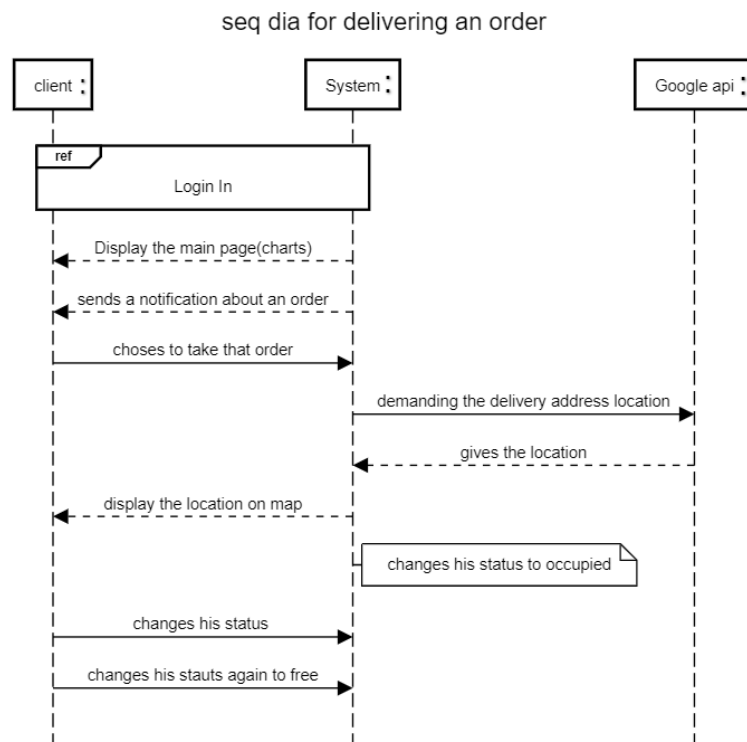 seq dia for delivering an order
client :
System :
Google api :
ref
Login In
Display the main page(charts)
sends a notification about an order
choses to take that order
demanding the delivery address location
gives the location
display the location on map
changes his status to occupied
changes his status
changes his stauts again to free